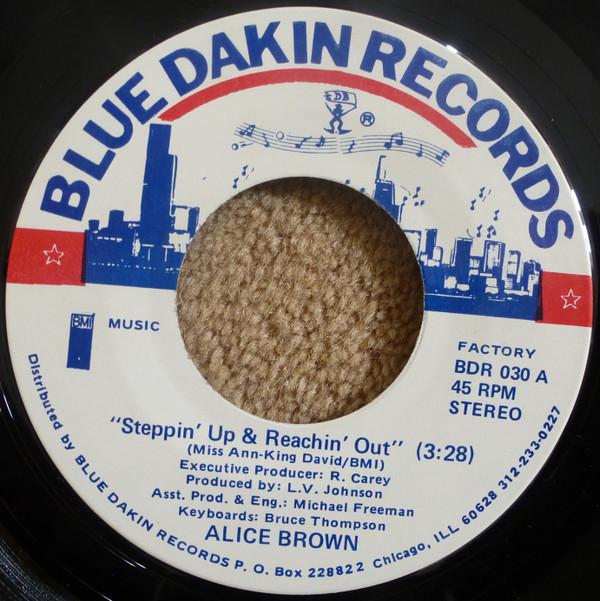 BLUE DAKIN RECORDS
DB
®
BMI
MUSIC
FACTORY
BDR 030 A
45 RPM
STEREO
"Steppin' Up & Reachin' Out" (3:28)
(Miss Ann-King David/BMI)
Executive Producer: R. Carey
Produced by: L.V. Johnson
Asst. Prod. & Eng.: Michael Freeman
Keyboards: Bruce Thompson
ALICE BROWN
Distributed by BLUE DAKIN RECORDS P. O. Box 228822 Chicago, ILL 60628 312-233-0227